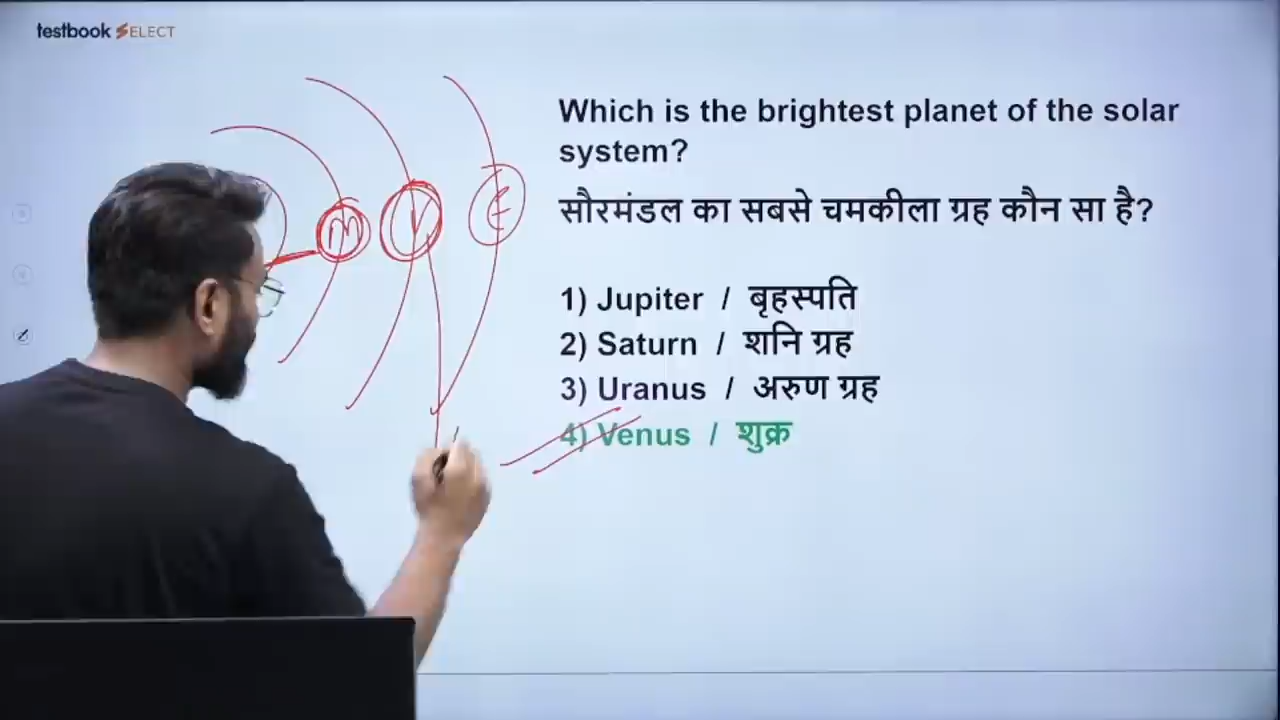 testbook SELECT
Which is the brightest planet of the solar
system?
सौरमंडल का सबसे चमकीला ग्रह कौन सा है?
M V E
1) Jupiter / बृहस्पति
2) Saturn / शनि ग्रह
3) Uranus / अरुण ग्रह
4) Venus / शुक्र